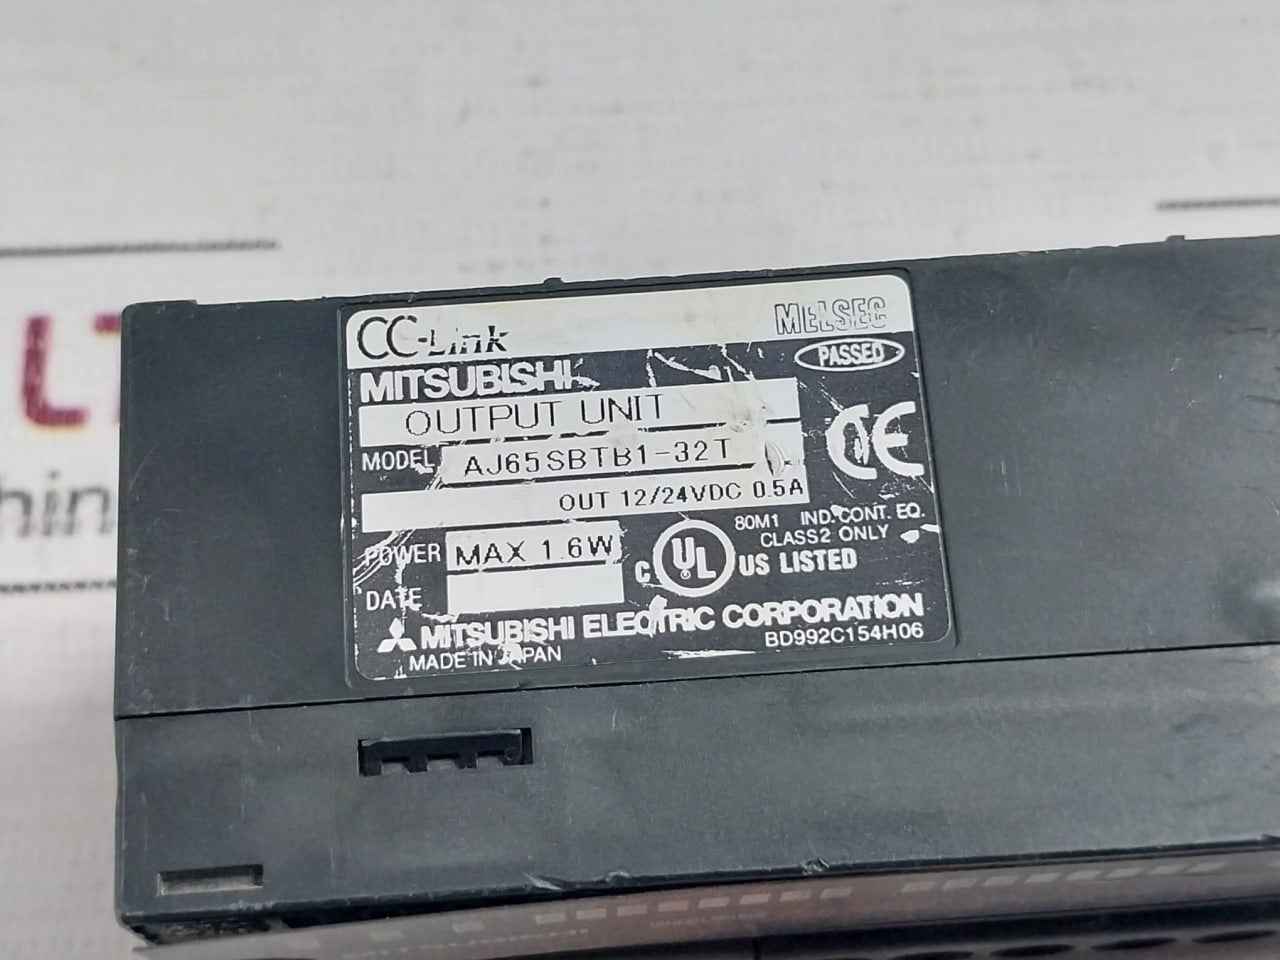 CC-Link MELSEC
MITSUBISHI PASSED
OUTPUT UNIT
MODEL AJ65SBTB1-32T CE
OUT 12/24VDC 0.5A
80M1 IND. CONT. EQ.
CLASS2 ONLY
POWER MAX 1.6W
C UL US LISTED
DATE
MITSUBISHI ELECTRIC CORPORATION
MADE IN JAPAN BD992C154H06